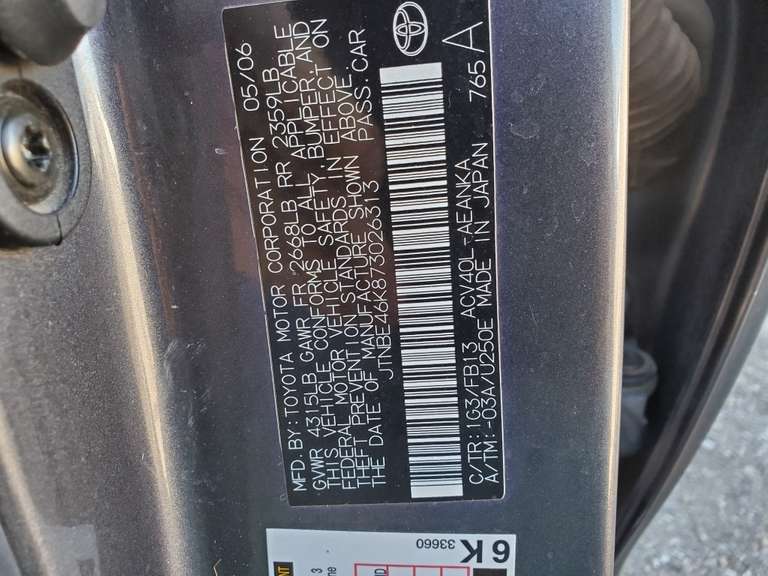 MFD. BY: TOYOTA MOTOR CORPORATION 05/06
GVWR 4315LB GAWR FR 2668LB RR 2359LB
THIS VEHICLE CONFORMS TO ALL APPLICABLE
FEDERAL MOTOR VEHICLE SAFETY, BUMPER, AND
THEFT PREVENTION STANDARDS IN EFFECT ON
THE DATE OF MANUFACTURE SHOWN ABOVE.
JTNBE46K873026313 PASS. CAR
C/TR: 1G3/FB13 ACV40L-AEANKA 765 A
A/TM: -03A/U250E MADE IN JAPAN
6K
33660